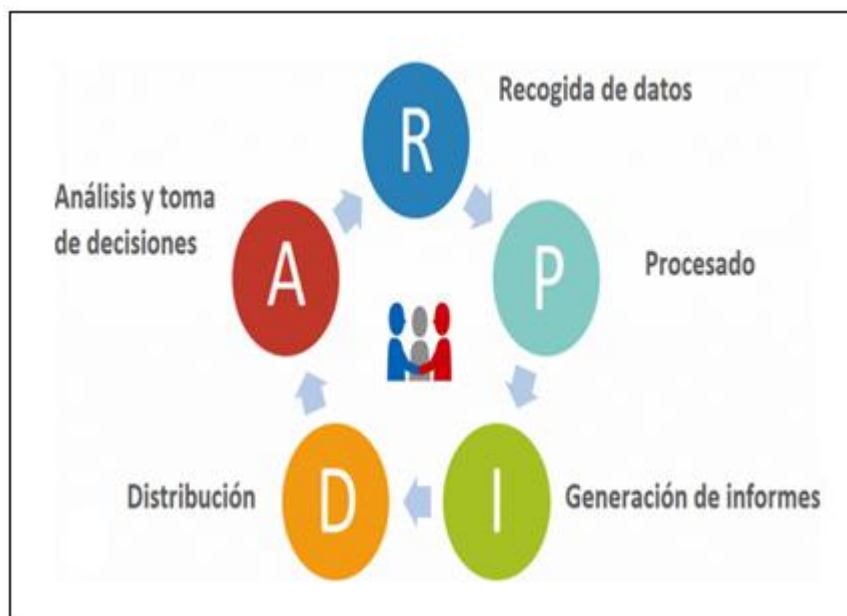 R
Recogida de datos
P
Procesado
I
Generación de informes
D
Distribución
A
Análisis y toma
de decisiones